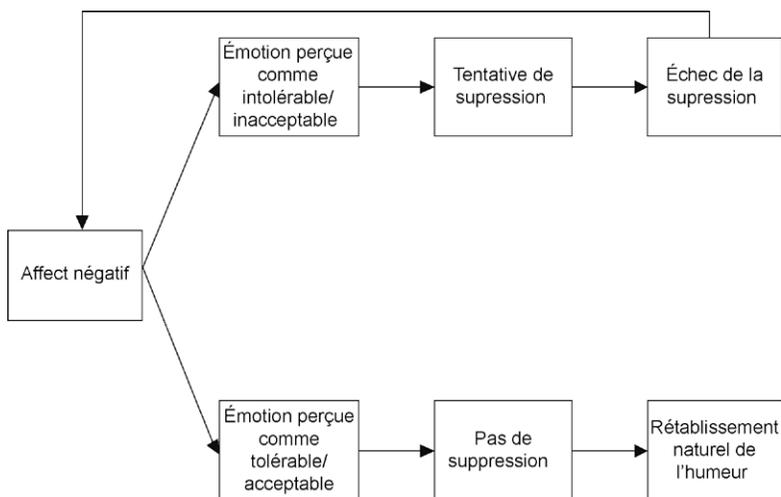 Émotion perçue
comme
intolérable/
inacceptable
Tentative de
supression
Échec de la
supression
Affect négatif
Émotion perçue
comme
tolérable/
acceptable
Pas de
suppression
Rétablissement
naturel de
l'humeur